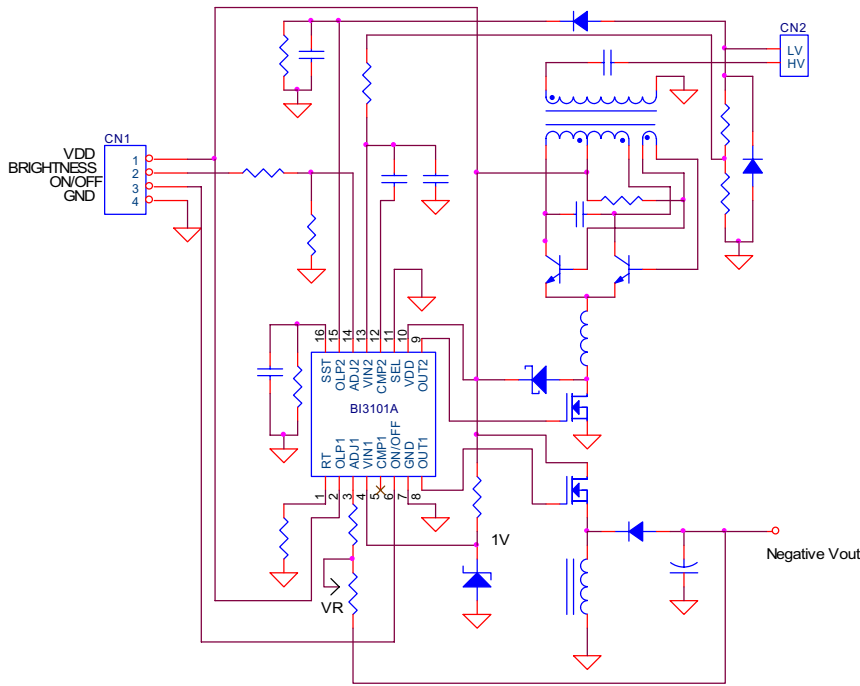 CN2
LV
HV
CN1
VDD 1
BRIGHTNESS 2
ON/OFF 3
GND 4
16 15 14 13 12 11 10 9
SST OLP2 ADJ2 VIN2 CMP2 SEL VDD OUT2
BI3101A
RT OLP1 ADJ1 VIN1 CMP1 ON/OFF GND OUT1
1 2 3 4 5 6 7 8
1V
Negative Vout
VR